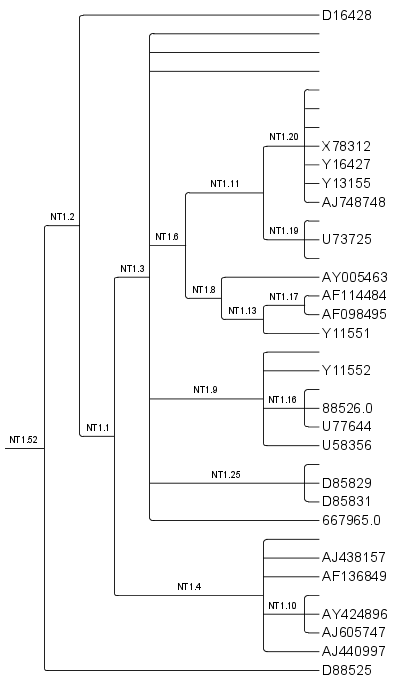 D16428
NT1.20
X78312
Y16427
Y13155
NT1.11
AJ748748
NT1.2
NT1.19
U73725
NT1.6
NT1.3
AY005463
NT1.8
NT1.17
AF114484
NT1.13
AF098495
Y11551
Y11552
NT1.9
NT1.16
88526.0
U77644
NT1.1
NT1.52
U58356
NT1.25
D85829
D85831
667965.0
AJ438157
AF136849
NT1.4
NT1.10
AY424896
AJ605747
AJ440997
D88525